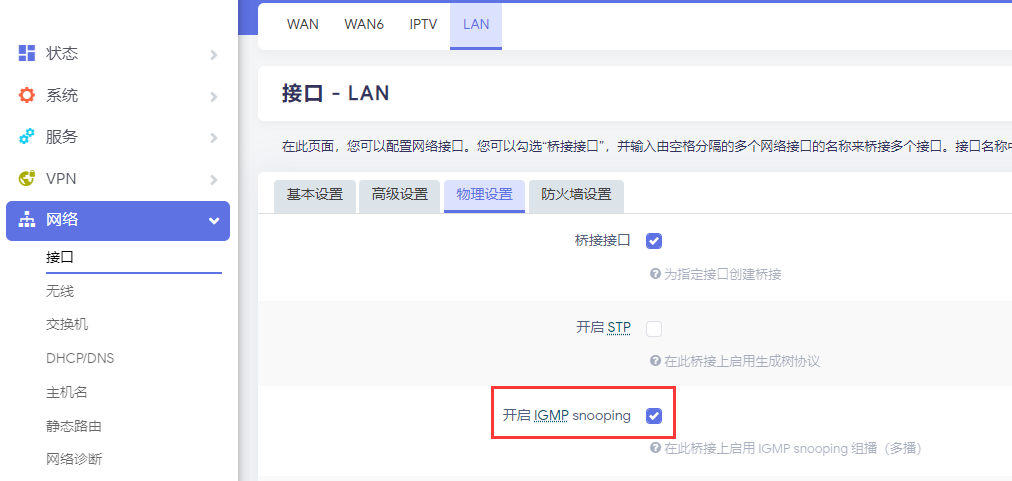 WAN WAN6 IPTV LAN
状态
系统
服务
VPN
网络
接口
无线
交换机
DHCP/DNS
主机名
静态路由
网络诊断
接口 - LAN
在此页面，您可以配置网络接口。您可以勾选“桥接接口”，并输入由空格分隔的多个网络接口的名称来桥接多个接口。接口名称
基本设置 高级设置 物理设置 防火墙设置
桥接接口
为指定接口创建桥接
开启 STP
在此桥接上启用生成树协议
开启 IGMP snooping
在此桥接上启用 IGMP snooping 组播（多播）